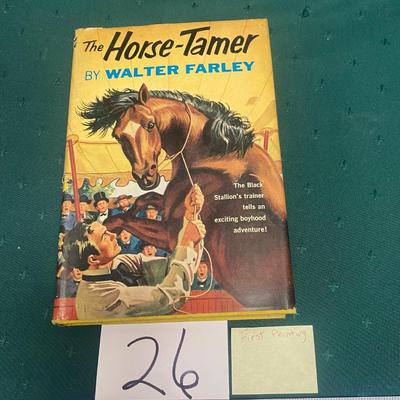 The Horse-Tamer
BY WALTER FARLEY
The Black
Stallion's trainer
tells an
exciting boyhood
adventure!
26
First Printing